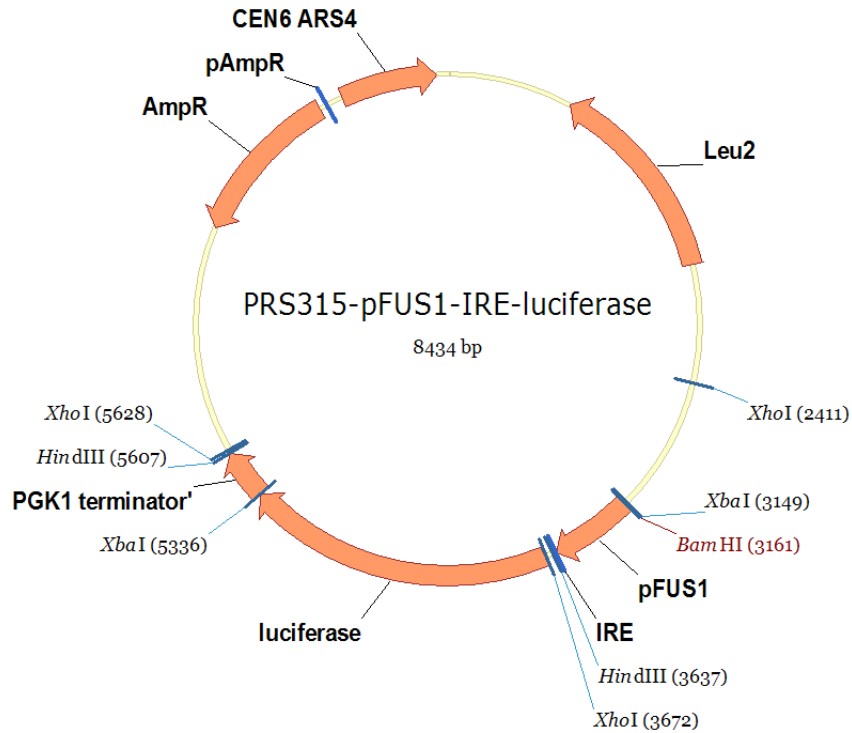 CEN6 ARS4
pAmpR
AmpR
Leu2
PRS315-pFUS1-IRE-luciferase
8434 bp
XhoI (5628)
XhoI (2411)
HindIII (5607)
PGK1 terminator'
XbaI (3149)
XbaI (5336)
BamHI (3161)
pFUS1
luciferase
IRE
HindIII (3637)
XhoI (3672)